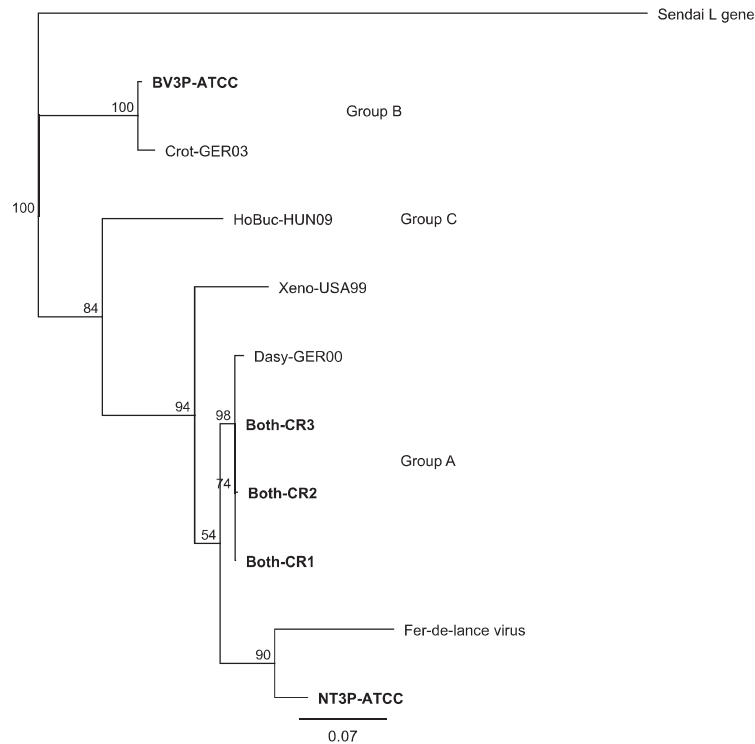 Sendai L gene
BV3P-ATCC
100
Group B
Crot-GER03
100
HoBuc-HUN09
Group C
Xeno-USA99
84
Dasy-GER00
94
98
Both-CR3
Group A
74
Both-CR2
54
Both-CR1
Fer-de-lance virus
90
NT3P-ATCC
0.07